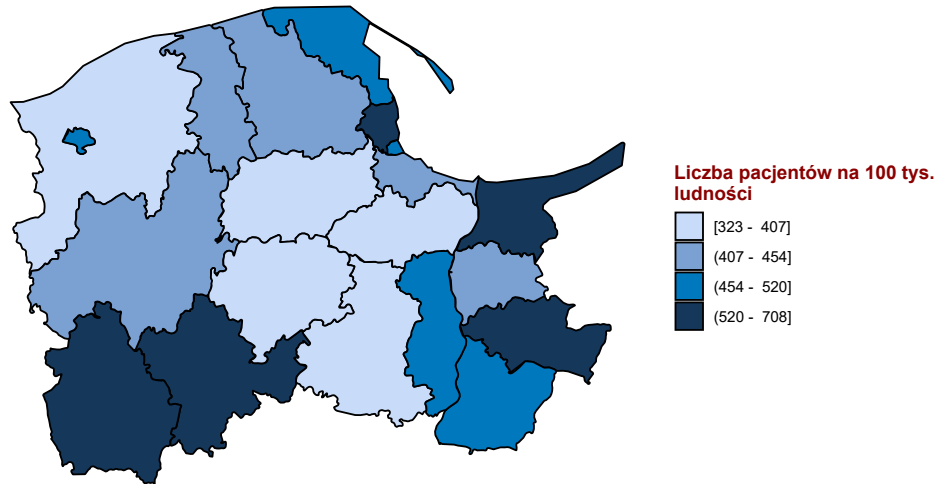 Liczba pacjentów na 100 tys.
ludności
[323 - 407]
(407 - 454]
(454 - 520]
(520 - 708]